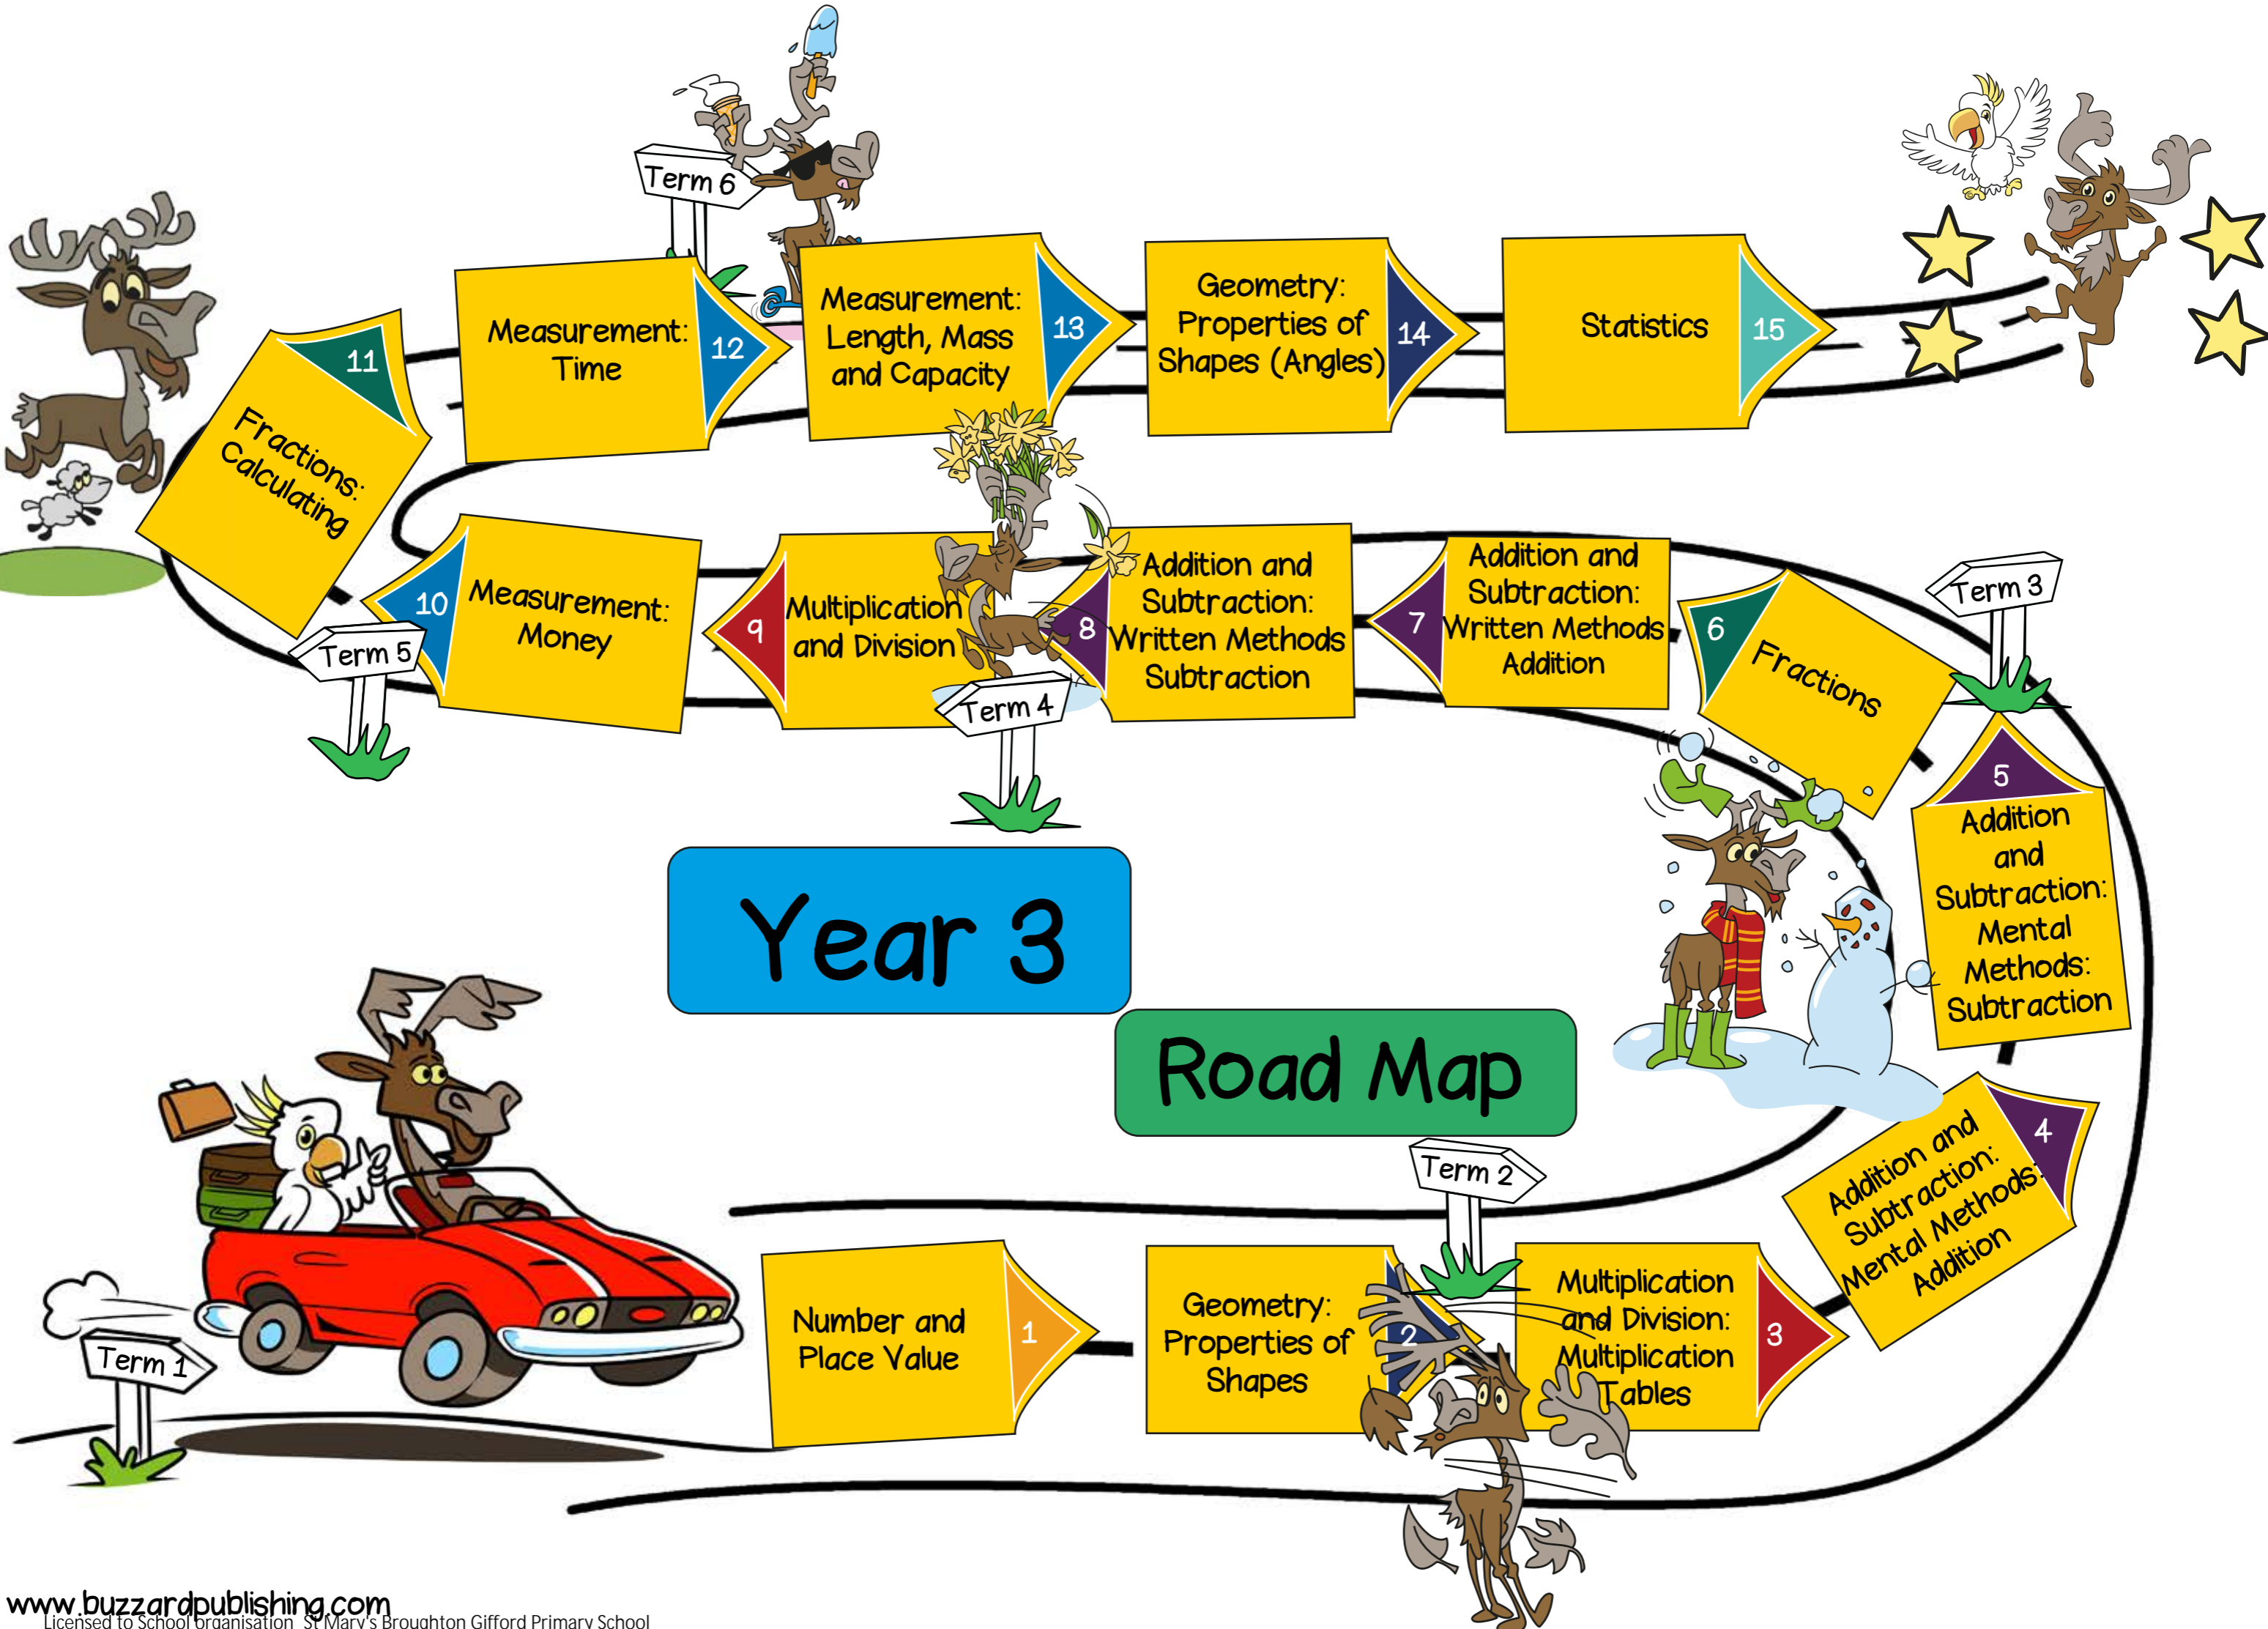 Term 6
Measurement:
Time
12
Measurement:
Length, Mass
and Capacity
13
Geometry:
Properties of
Shapes (Angles)
14
Statistics
15
11
Fractions:
Calculating
10
Measurement:
Money
Term 5
9
Multiplication
and Division
8
Addition and
Subtraction:
Written Methods
Subtraction
Term 4
7
Addition and
Subtraction:
Written Methods
Addition
6
Fractions
Term 3
5
Addition
and
Subtraction:
Mental
Methods:
Subtraction
Year 3
Road Map
4
Addition and
Subtraction:
Mental Methods:
Addition
Term 2
Term 1
Number and
Place Value
1
Geometry:
Properties of
Shapes
2
Multiplication
and Division:
Multiplication
Tables
3
www.buzzardpublishing.com
Licensed to School organisation St Mary's Broughton Gifford Primary School